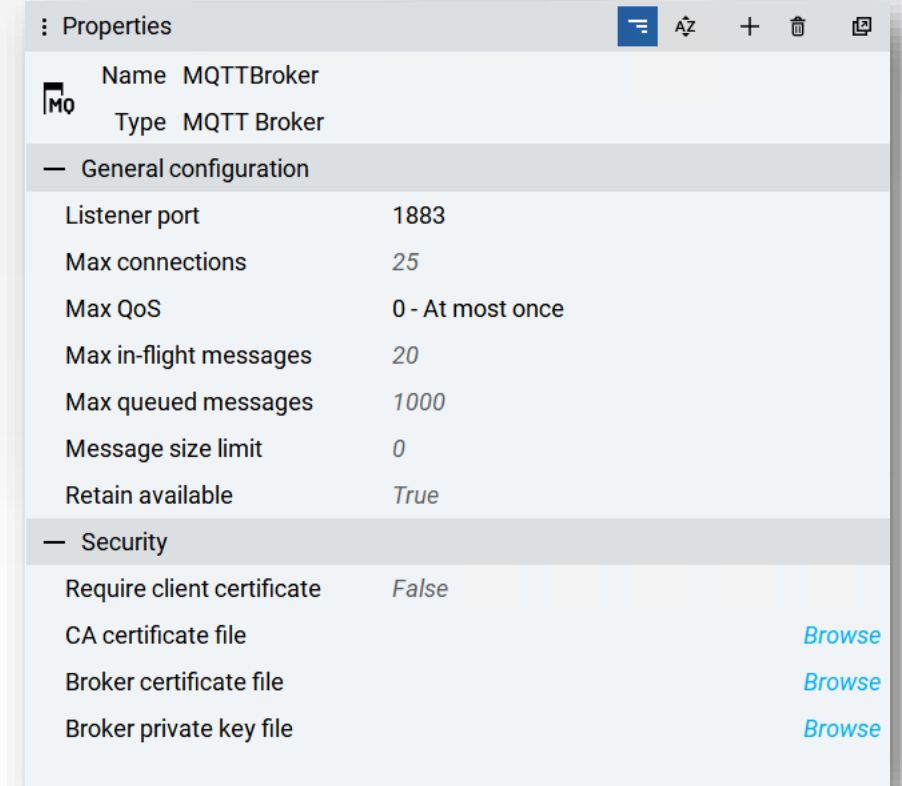 Properties AZ
Name MQTTBroker
MQ
Type MQTT Broker
General configuration
Listener port 1883
Max connections 25
Max QoS 0 - At most once
Max in-flight messages 20
Max queued messages 1000
Message size limit 0
Retain available True
Security
Require client certificate False
CA certificate file Browse
Broker certificate file Browse
Broker private key file Browse